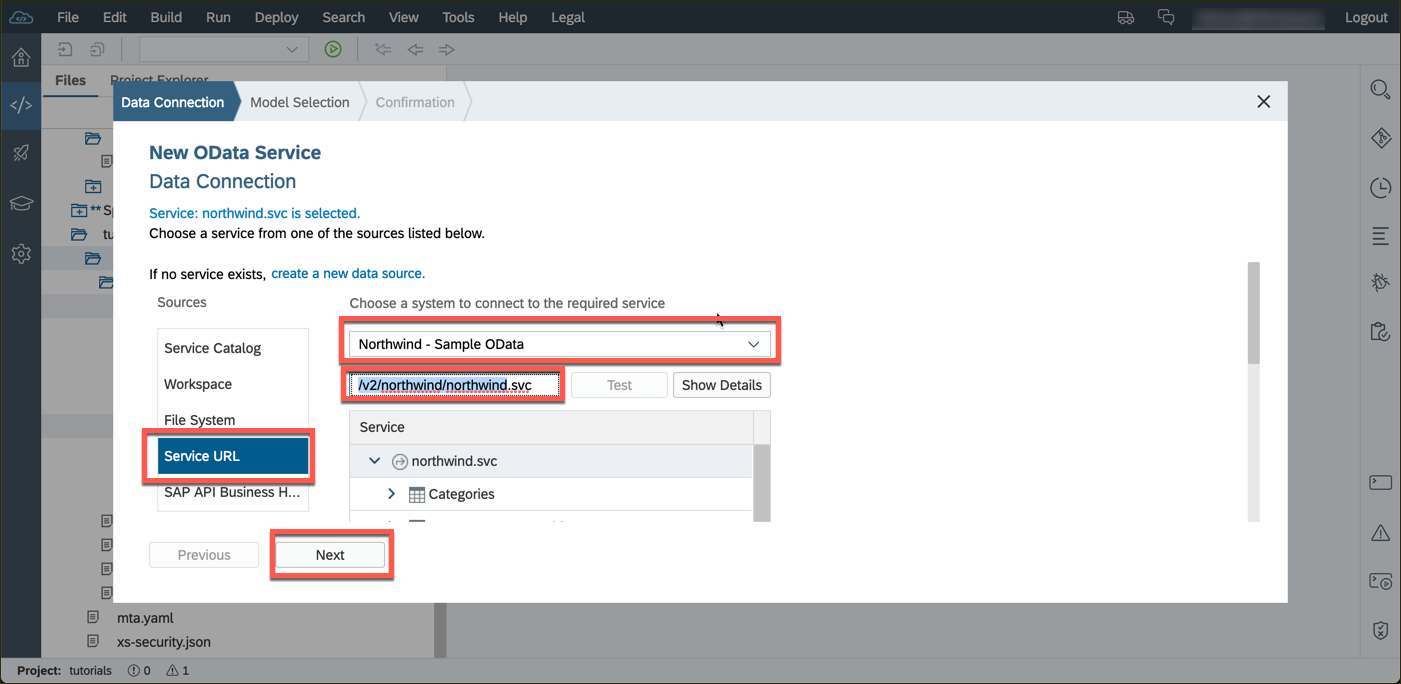 File Edit Build Run Deploy Search View Tools Help Legal Logout
Files Project Explorer
Data Connection Model Selection Confirmation
New OData Service
Data Connection
Service: northwind.svc is selected.
Choose a service from one of the sources listed below.
If no service exists, create a new data source.
Sources
Choose a system to connect to the required service
Service Catalog
Workspace
File System
Service URL
SAP API Business H...
Northwind - Sample OData
/v2/northwind/northwind.svc Test Show Details
Service
northwind.svc
Categories
Previous Next
** S
tu
mta.yaml
xs-security.json
Project: tutorials 0 1